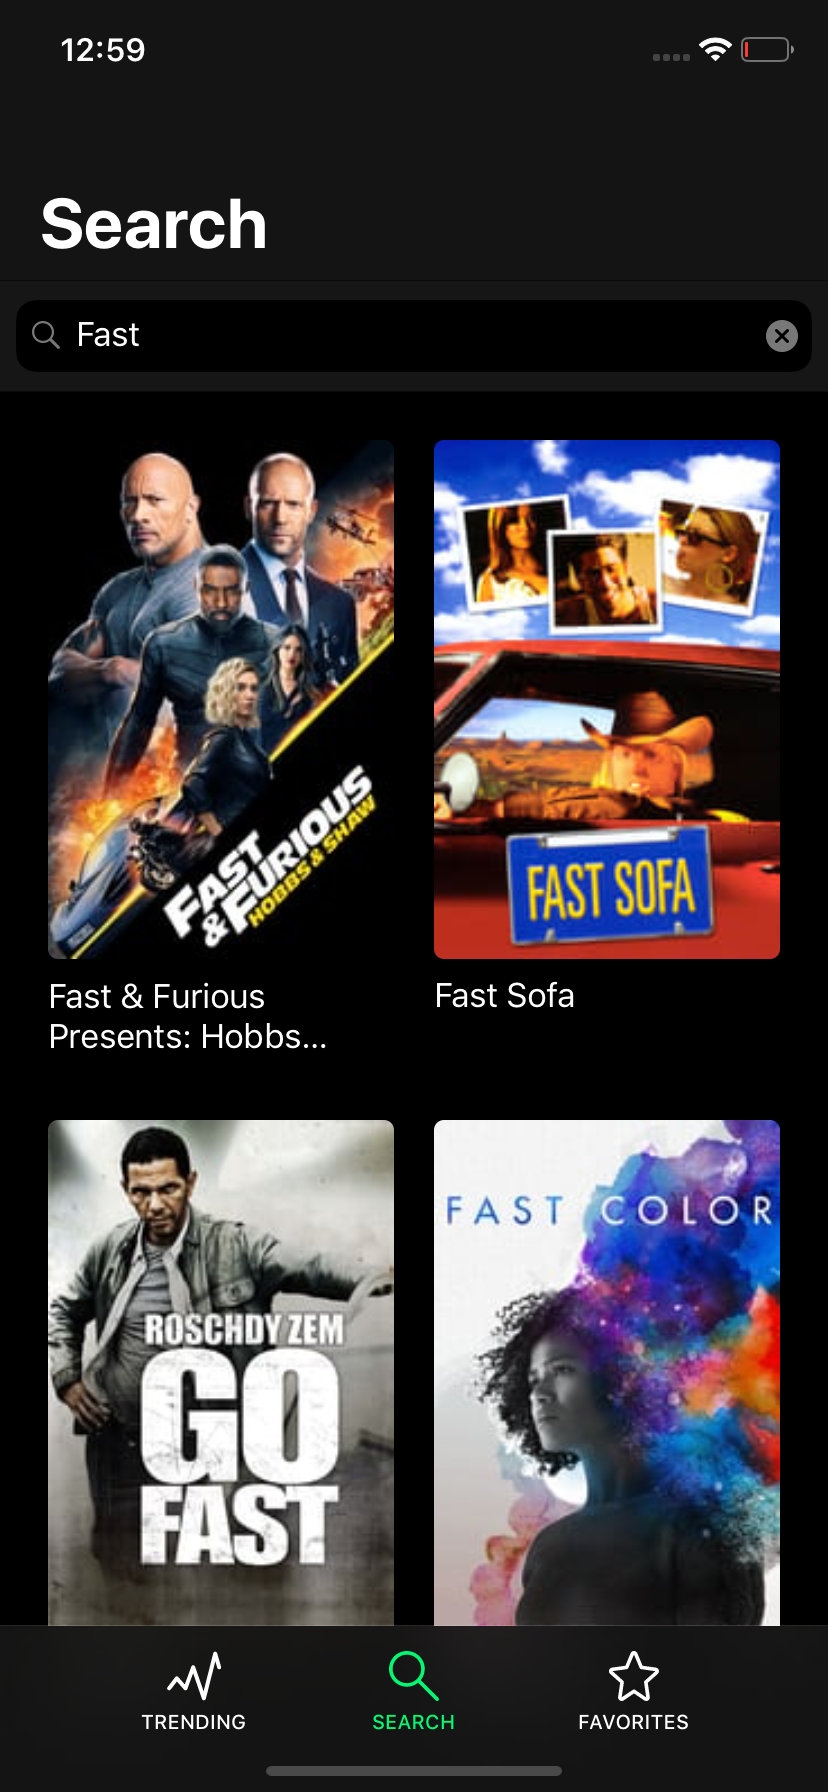 12:59
Search
Fast
FAST
& FURIOUS
HOBBS & SHAW
FAST SOFA
Fast & Furious
Presents: Hobbs...
Fast Sofa
ROSCHDY ZEM
GO
FAST
FAST COLOR
TRENDING
SEARCH
FAVORITES